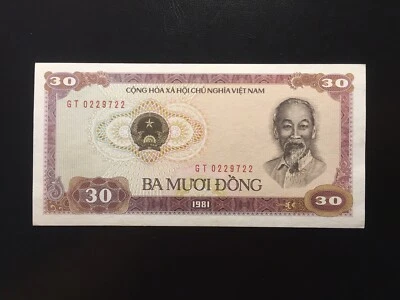 30
CỘNG HÒA XÃ HỘI CHỦ NGHĨA VIỆT NAM
30
GT 0229722
GT 0229722
30
BA MƯƠI ĐỒNG
1981
30